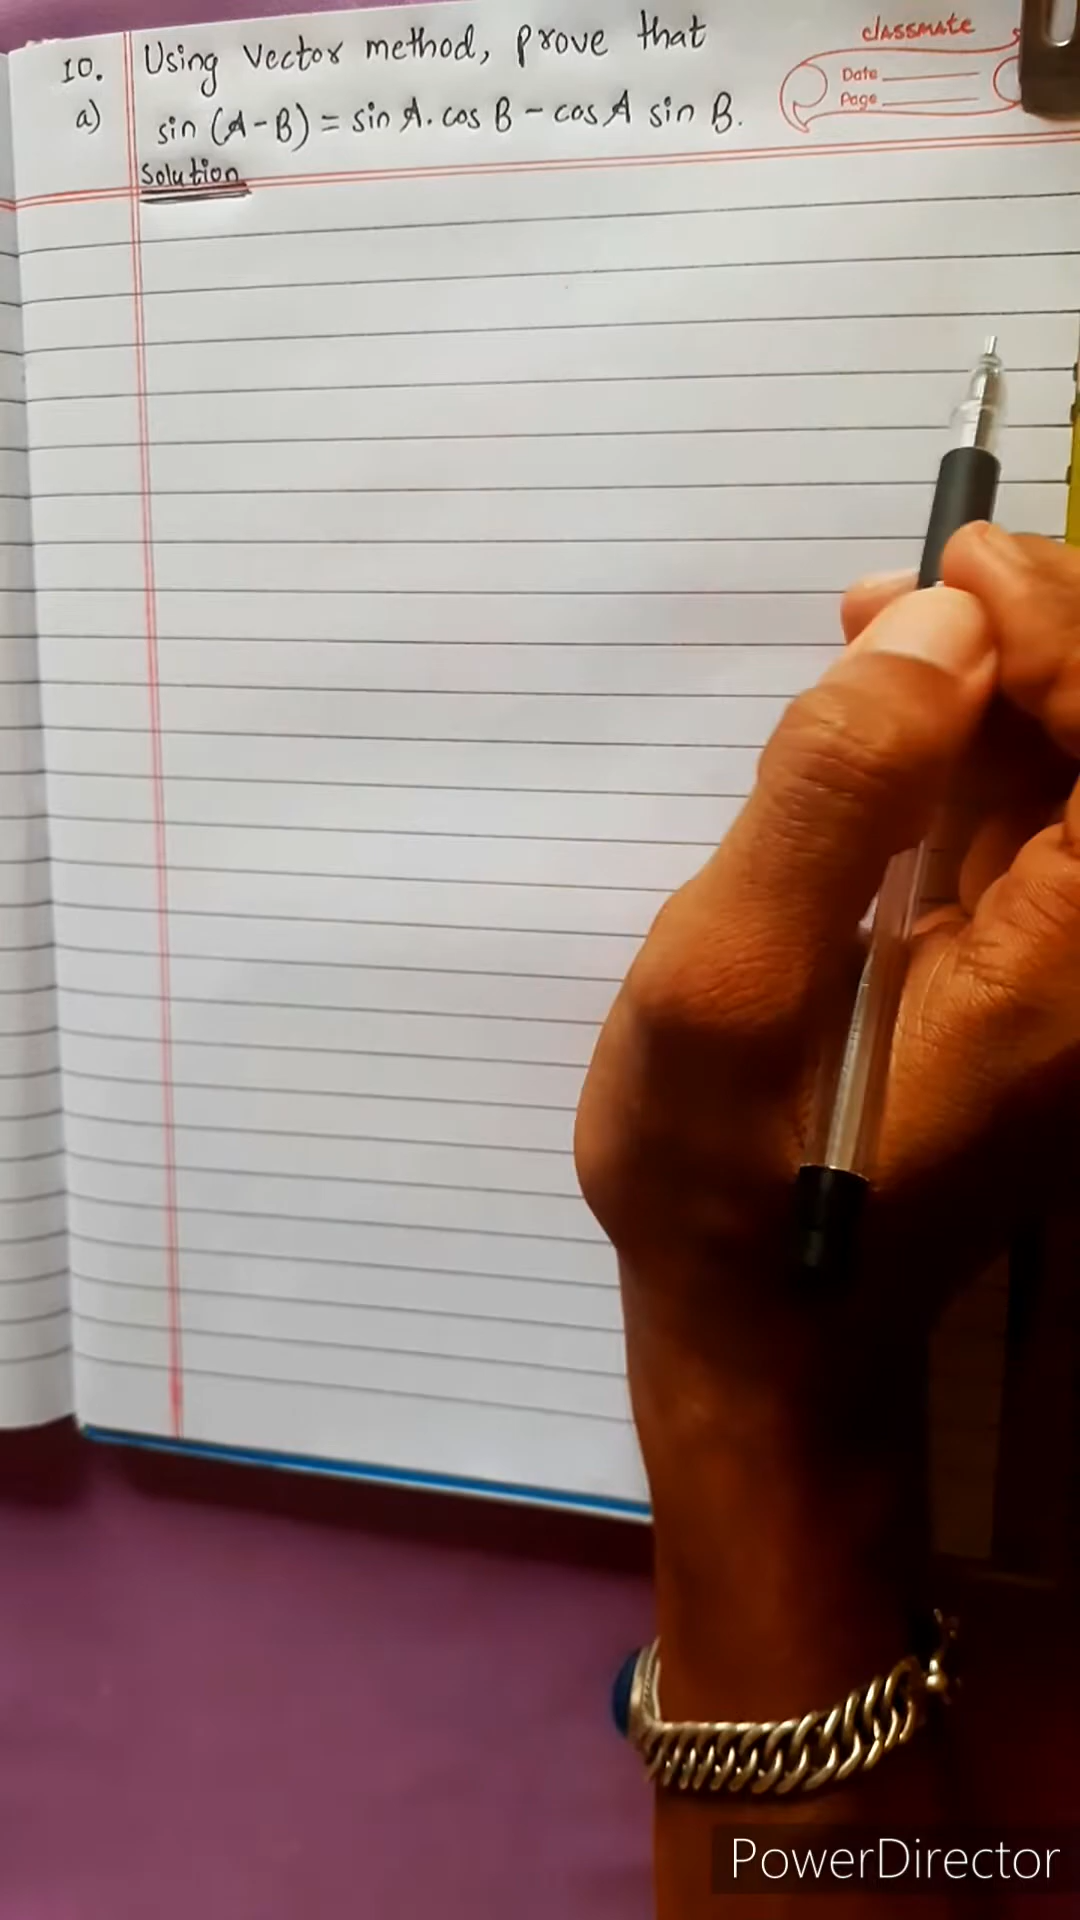 classmate
Date
Page
10. Using Vector method, prove that
a) sin (A-B) = sin A. cos B - cos A sin B.
Solution
PowerDirector